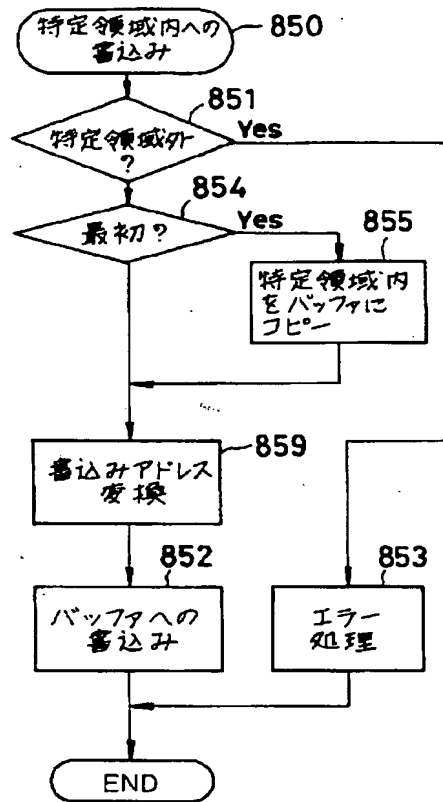 特定領域内への
書込み
850
851
特定領域外
?
Yes
854
最初?
Yes
855
特定領域内
をバッファに
コピー
859
書込みアドレス
変換
852
バッファへの
書込み
853
エラー
処理
END